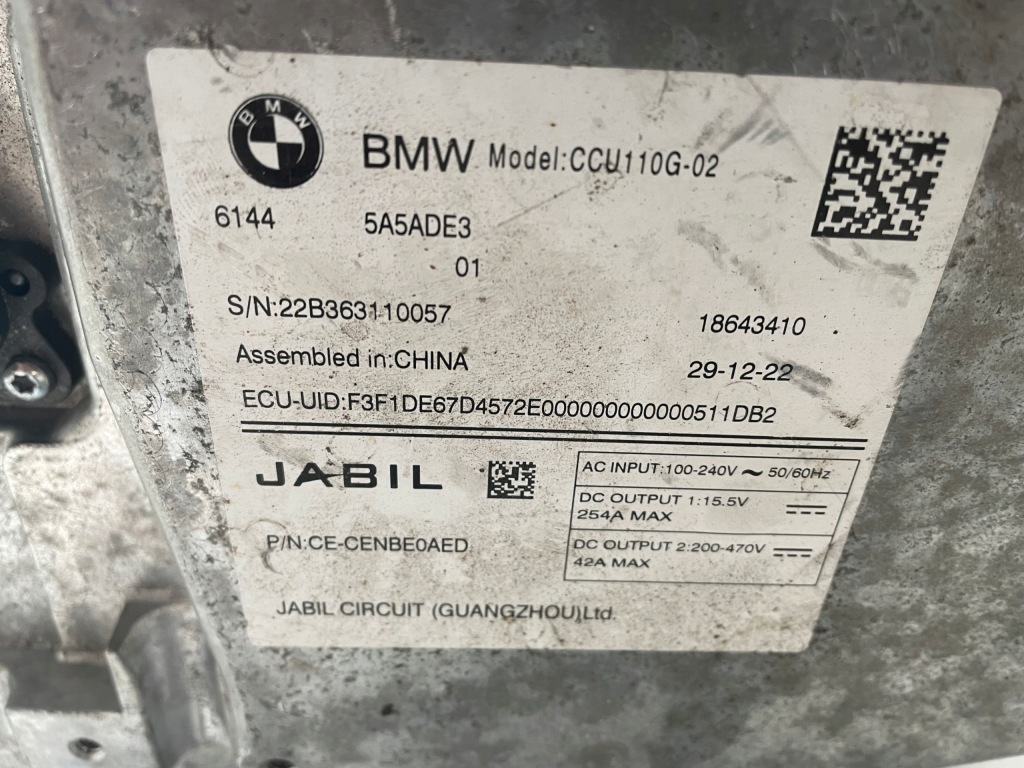 BMW
BMW Model:CCU110G-02
6144 5A5ADE3
01
S/N:22B363110057
18643410
Assembled in:CHINA
29-12-22
ECU-UID:F3F1DE67D4572E000000000000511DB2
JABIL
P/N:CE-CENBE0AED
JABIL CIRCUIT (GUANGZHOU)Ltd.
AC INPUT:100-240V ~ 50/60Hz
DC OUTPUT 1:15.5V
254A MAX
DC OUTPUT 2:200-470V
42A MAX